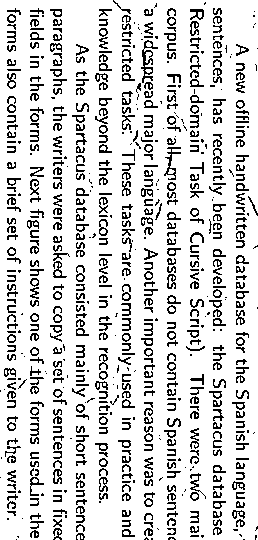 A new offline handwritten database for the Spanish language,
sentences, has recently been developed: the Spartacus database
Restricted-domain Task of Cursive Script). There were two mai
corpus. First of all, most databases do not contain Spanish sentenc
a widespread major language. Another important reason was to crea
restricted tasks. These tasks are commonly used in practice and
knowledge beyond the lexicon level in the recognition process.
As the Spartacus database consisted mainly of short sentence
paragraphs, the writers were asked to copy a set of sentences in fixed
fields in the forms. Next figure shows one of the forms used in the
forms also contain a brief set of instructions given to the writer.